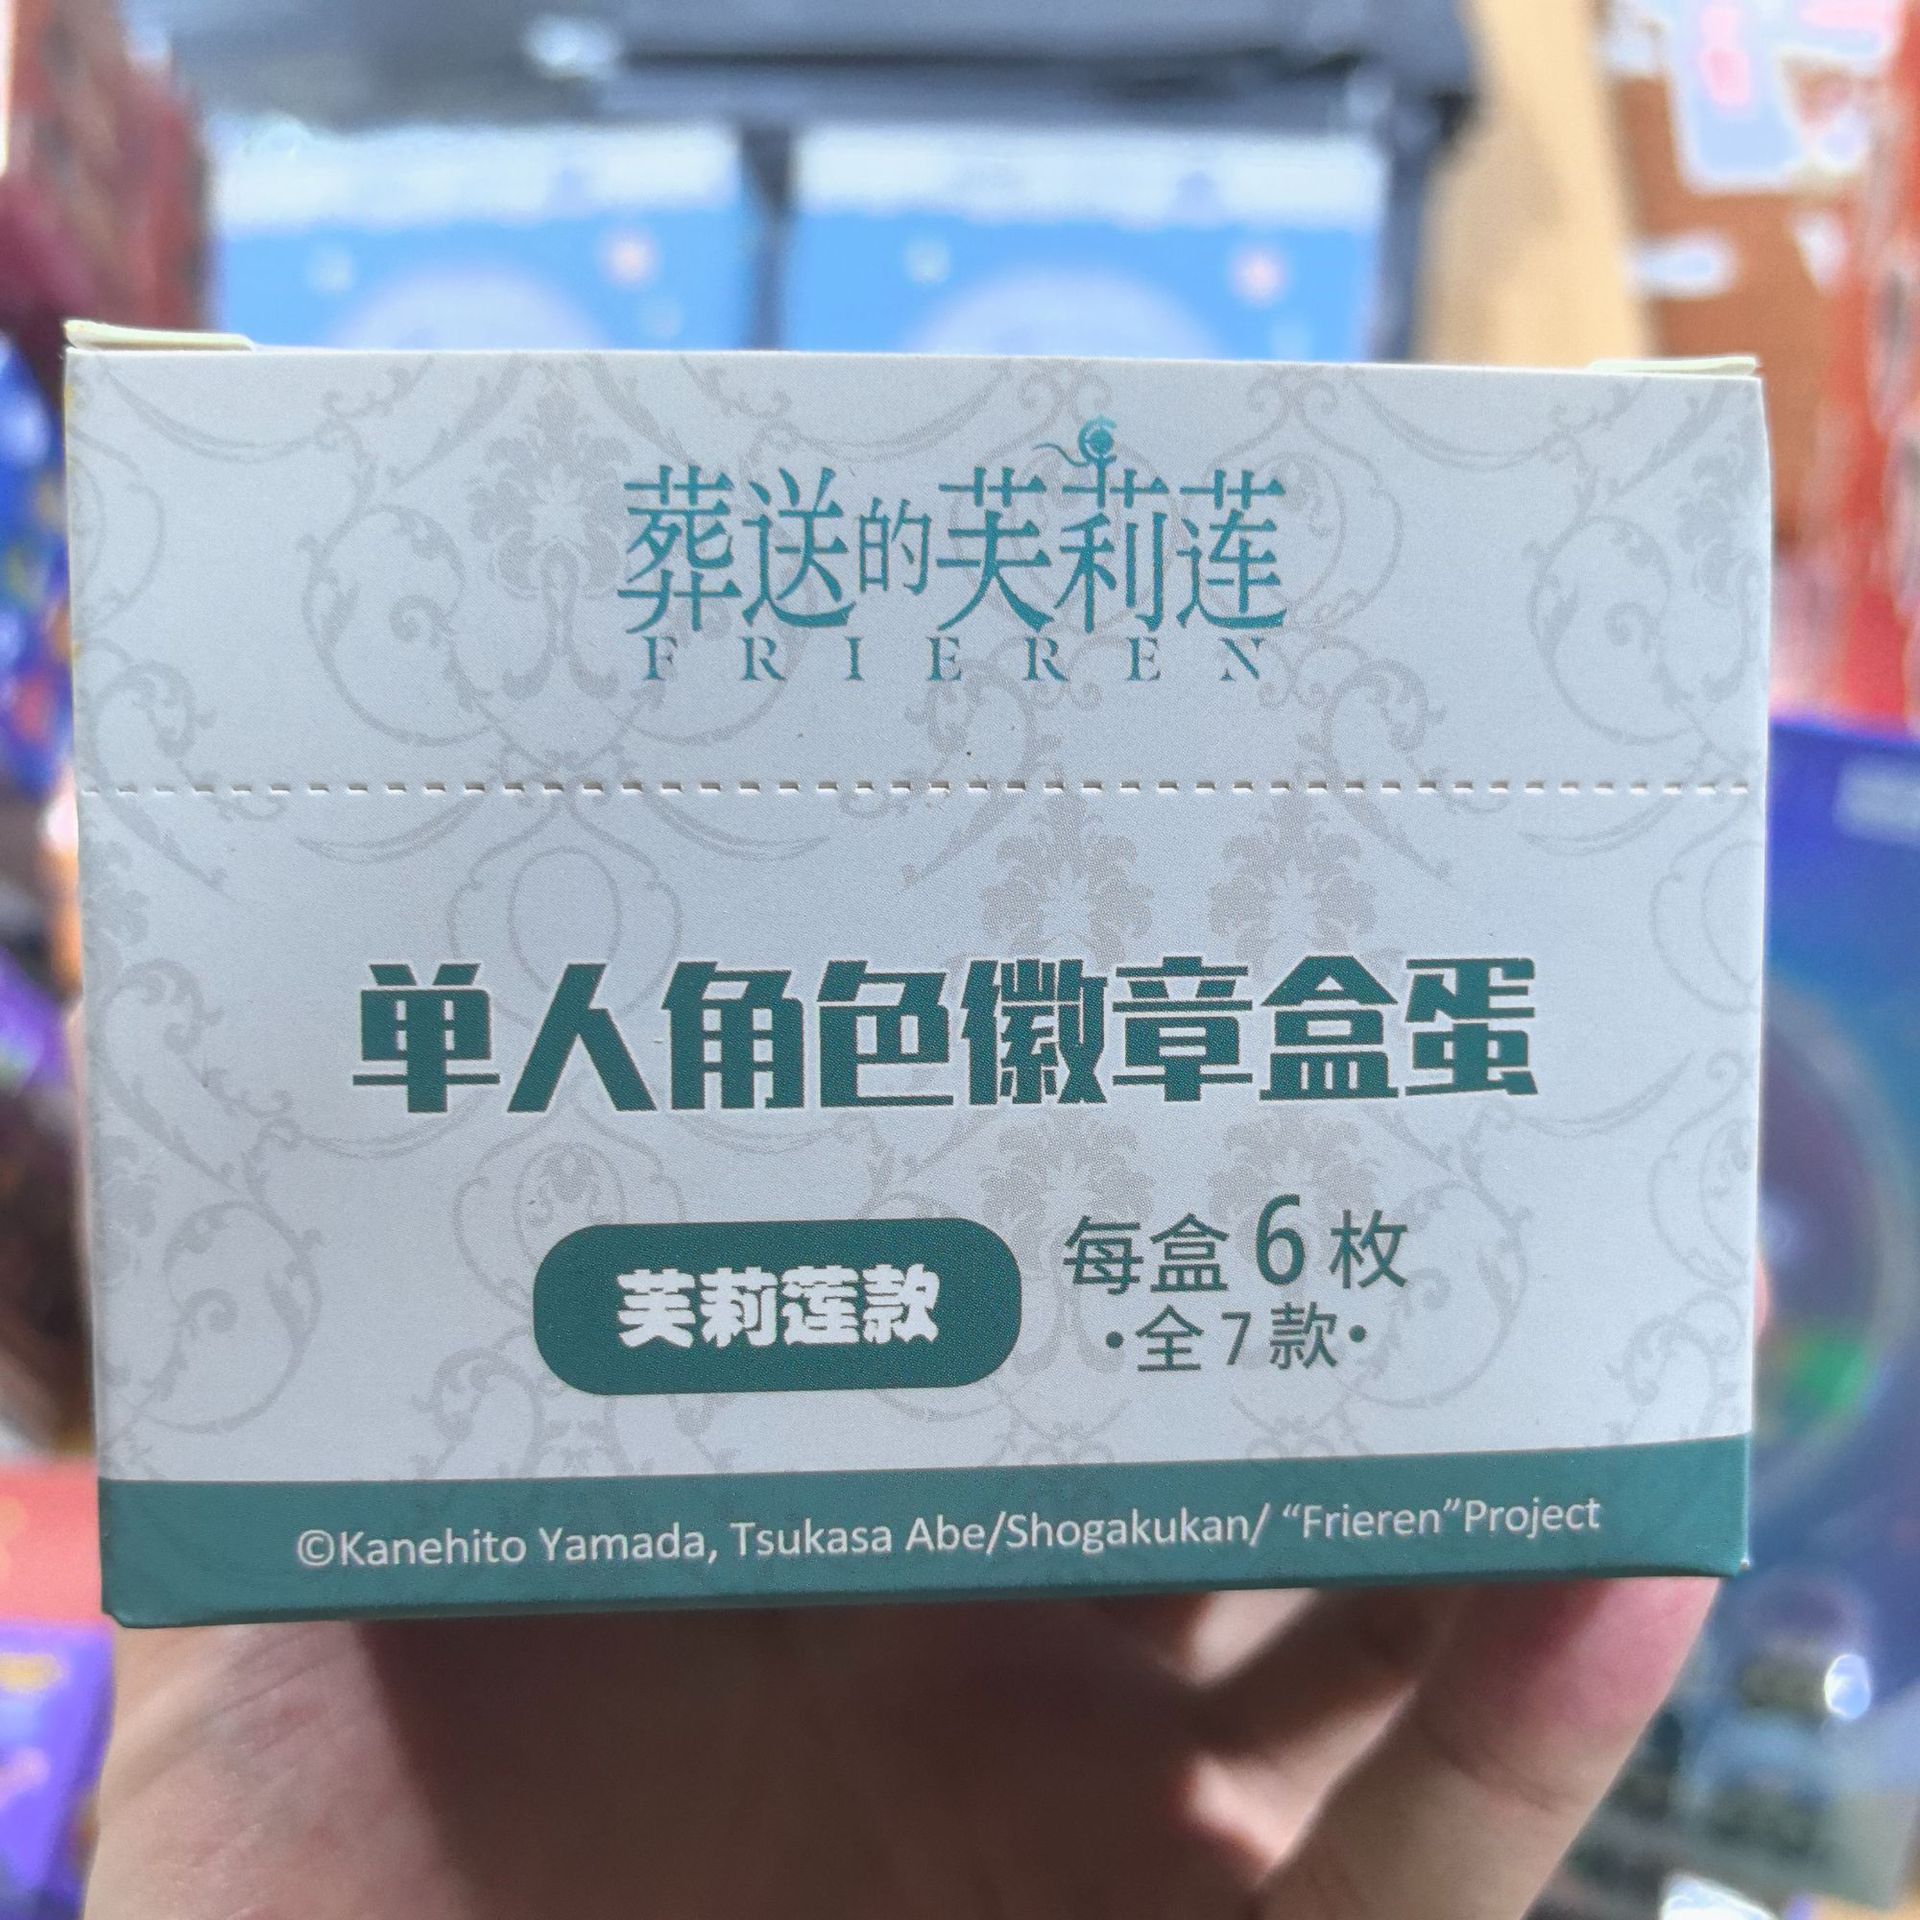 葬送的芙莉莲
FRIEREN
单人角色徽章盒蛋
芙莉莲款
每盒6枚
·全7款·
©Kanehito Yamada, Tsukasa Abe/Shogakukan/ “Frieren”Project